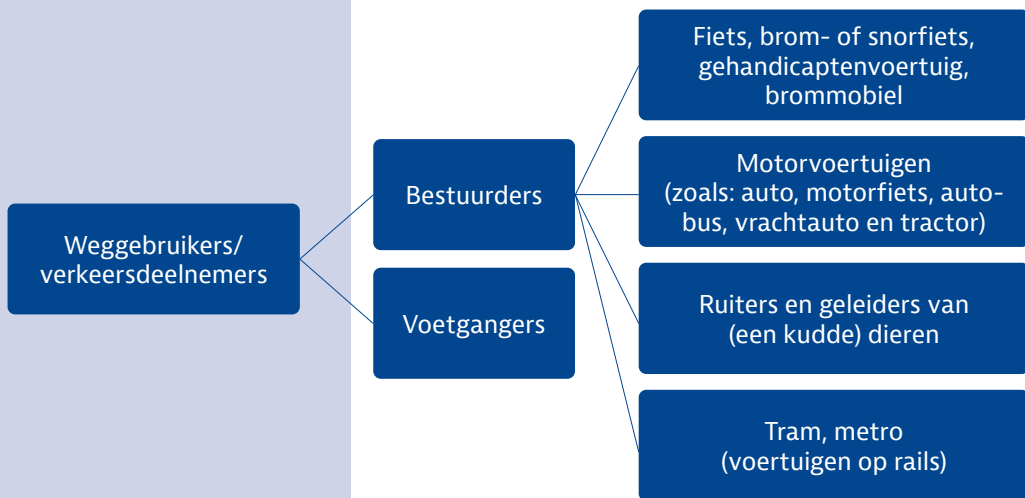 Weggebruikers/
verkeersdeelnemers
Bestuurders
Voetgangers
Fiets, brom- of snorfiets,
gehandicaptenvoertuig,
brommobiel
Motorvoertuigen
(zoals: auto, motorfiets, auto-
bus, vrachtauto en tractor)
Ruiters en geleiders van
(een kudde) dieren
Tram, metro
(voertuigen op rails)